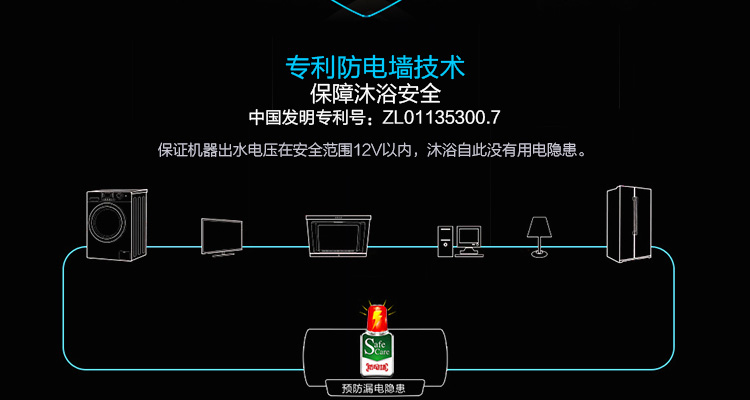 专利防电墙技术
保障沐浴安全
中国发明专利号：ZL01135300.7
保证机器出水电压在安全范围12V以内，沐浴自此没有用电隐患。
Safe
Care
防电墙
预防漏电隐患